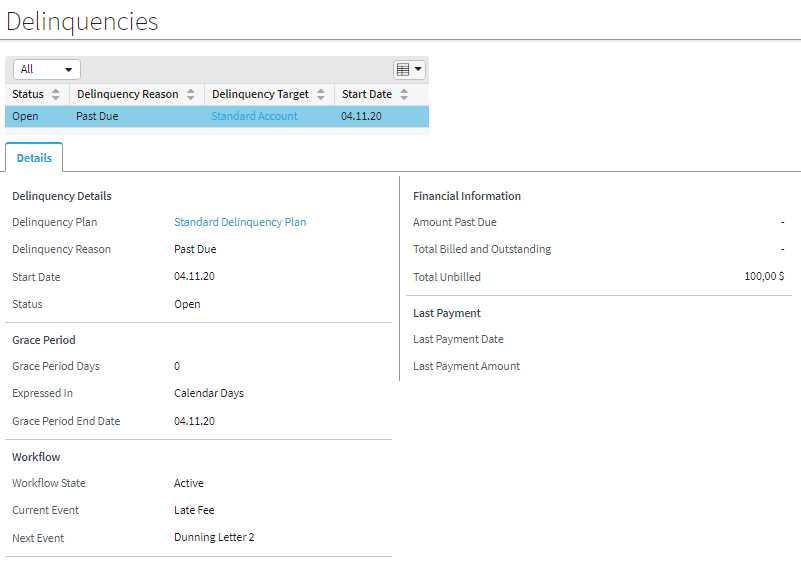 Delinquencies
All
Status Delinquency Reason Delinquency Target Start Date
Open Past Due Standard Account 04.11.20
Details
Delinquency Details
Delinquency Plan Standard Delinquency Plan
Delinquency Reason Past Due
Start Date 04.11.20
Status Open
Grace Period
Grace Period Days 0
Expressed In Calendar Days
Grace Period End Date 04.11.20
Workflow
Workflow State Active
Current Event Late Fee
Next Event Dunning Letter 2
Financial Information
Amount Past Due -
Total Billed and Outstanding -
Total Unbilled 100,00 $
Last Payment
Last Payment Date
Last Payment Amount